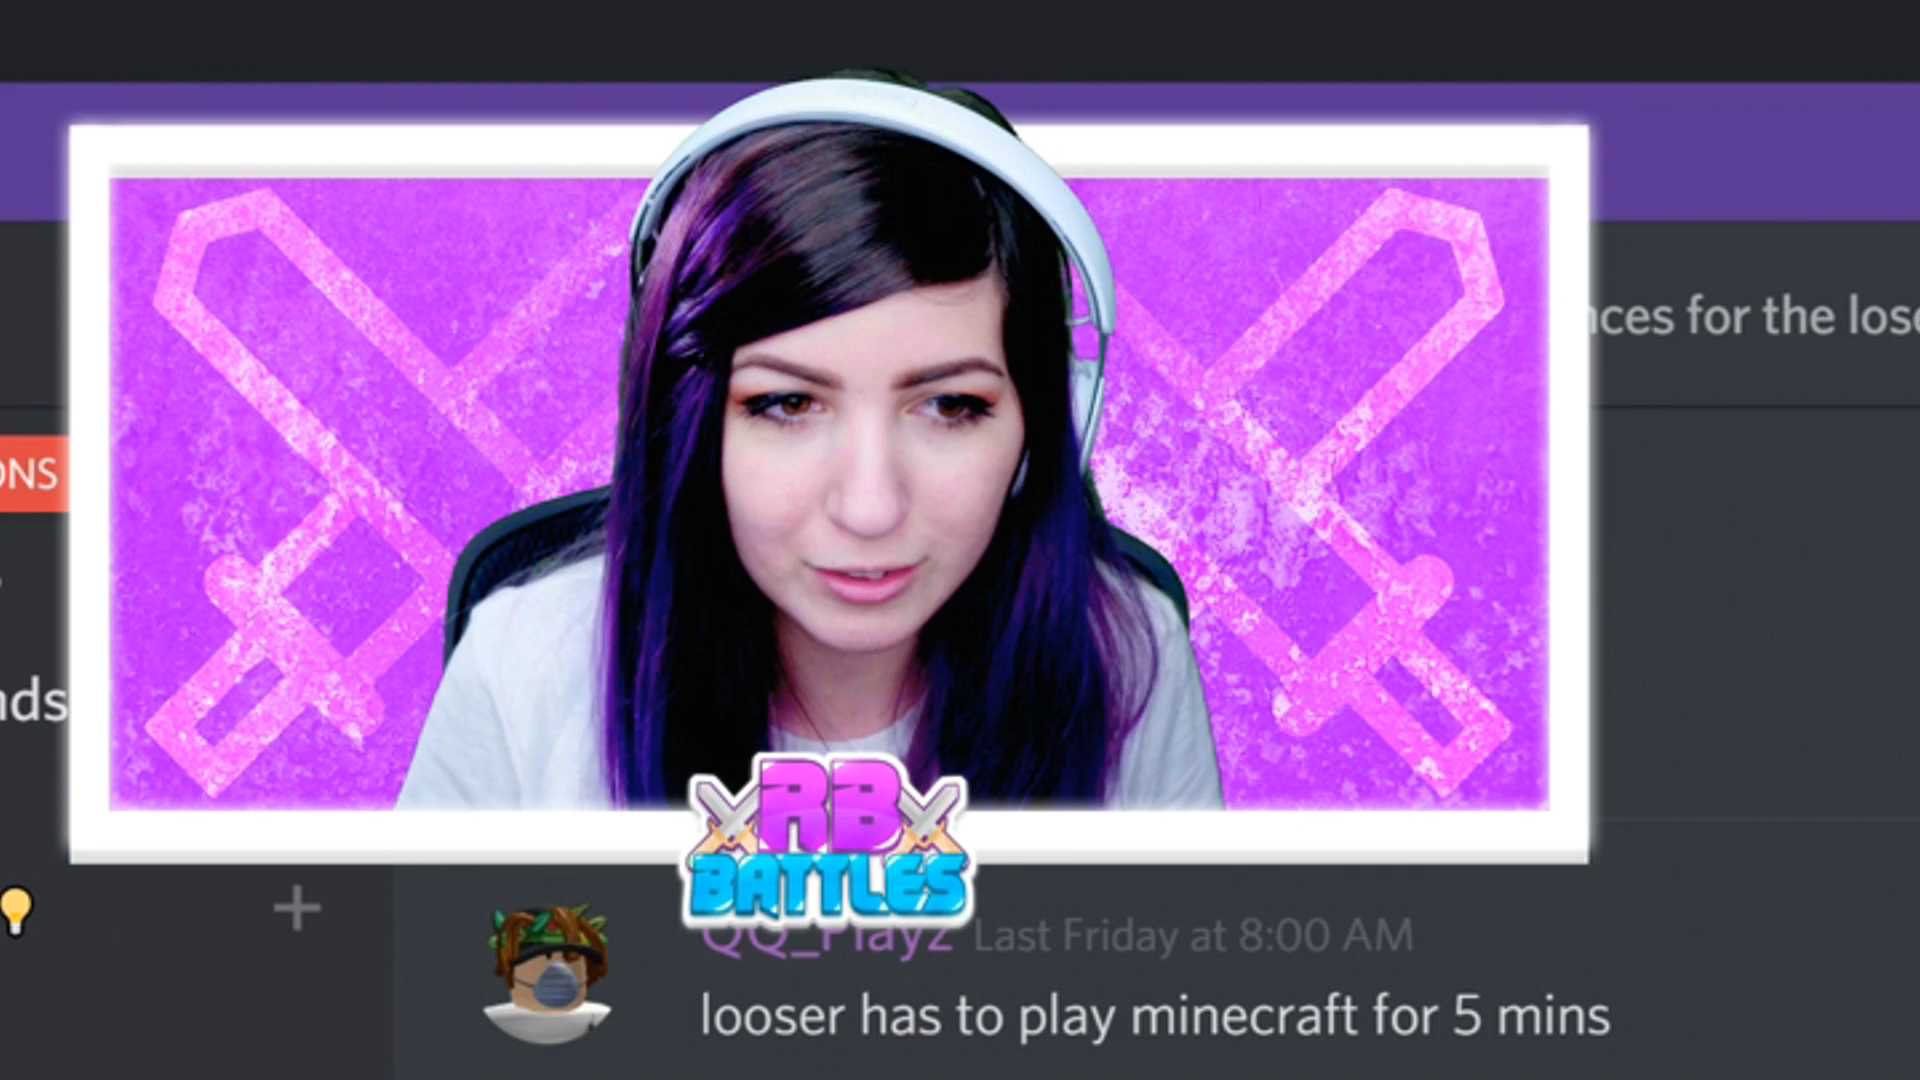 nces for the lose
ONS
nds
RB
BATTLES
QQ_Playz Last Friday at 8:00 AM
looser has to play minecraft for 5 mins